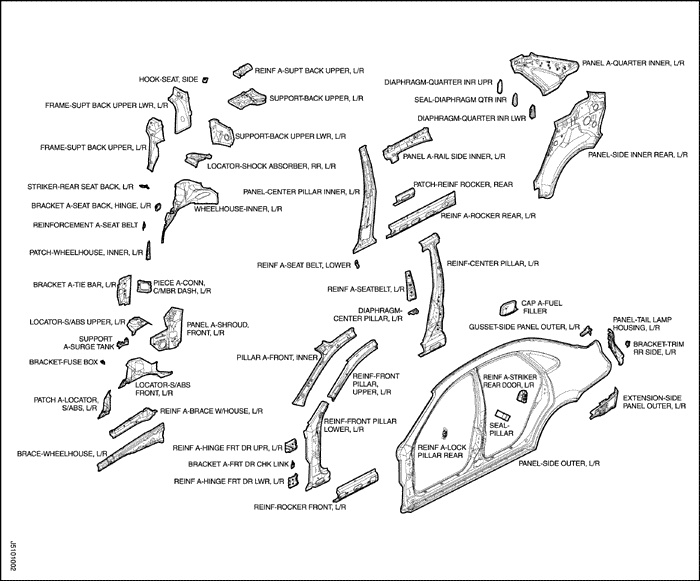 HOOK-SEAT, SIDE
REINF A-SUPT BACK UPPER, L/R
FRAME-SUPT BACK UPPER LWR, L/R
SUPPORT-BACK UPPER, L/R
SUPPORT-BACK UPPER LWR, L/R
FRAME-SUPT BACK UPPER, L/R
LOCATOR-SHOCK ABSORBER, RR, L/R
STRIKER-REAR SEAT BACK, L/R
BRACKET A-SEAT BACK, HINGE, L/R
WHEELHOUSE-INNER, L/R
REINFORCEMENT A-SEAT BELT
PATCH-WHEELHOUSE, INNER, L/R
BRACKET A-TIE BAR, L/R
PIECE A-CONN,
C/MBR DASH, L/R
LOCATOR-S/ABS UPPER, L/R
PANEL A-SHROUD,
FRONT, L/R
SUPPORT
A-SURGE TANK
BRACKET-FUSE BOX
LOCATOR-S/ABS
FRONT, L/R
PATCH A-LOCATOR,
S/ABS, L/R
REINF A-BRACE W/HOUSE, L/R
BRACE-WHEELHOUSE, L/R
PANEL A-QUARTER INNER, L/R
DIAPHRAGM-QUARTER INR UPR
SEAL-DIAPHRAGM QTR INR
DIAPHRAGM-QUARTER INR LWR
PANEL-SIDE INNER REAR, L/R
PANEL A-RAIL SIDE INNER, L/R
PANEL-CENTER PILLAR INNER, L/R
PATCH-REINF ROCKER, REAR
REINF A-ROCKER REAR, L/R
REINF A-SEAT BELT, LOWER
REINF-CENTER PILLAR, L/R
REINF A-SEATBELT, L/R
DIAPHRAGM-
CENTER PILLAR, L/R
CAP A-FUEL
FILLER
GUSSET-SIDE PANEL OUTER, L/R
PANEL-TAIL LAMP
HOUSING, L/R
BRACKET-TRIM
RR SIDE, L/R
PILLAR A-FRONT, INNER
REINF-FRONT
PILLAR,
UPPER, L/R
REINF A-STRIKER
REAR DOOR, L/R
EXTENSION-SIDE
PANEL OUTER, L/R
REINF-FRONT PILLAR
LOWER, L/R
SEAL-
PILLAR
REINF A-LOCK
PILLAR REAR
REINF A-HINGE FRT DR UPR, L/R
BRACKET A-FRT DR CHK LINK
REINF A-HINGE FRT DR LWR, L/R
PANEL-SIDE OUTER, L/R
REINF-ROCKER FRONT, L/R
J5101002